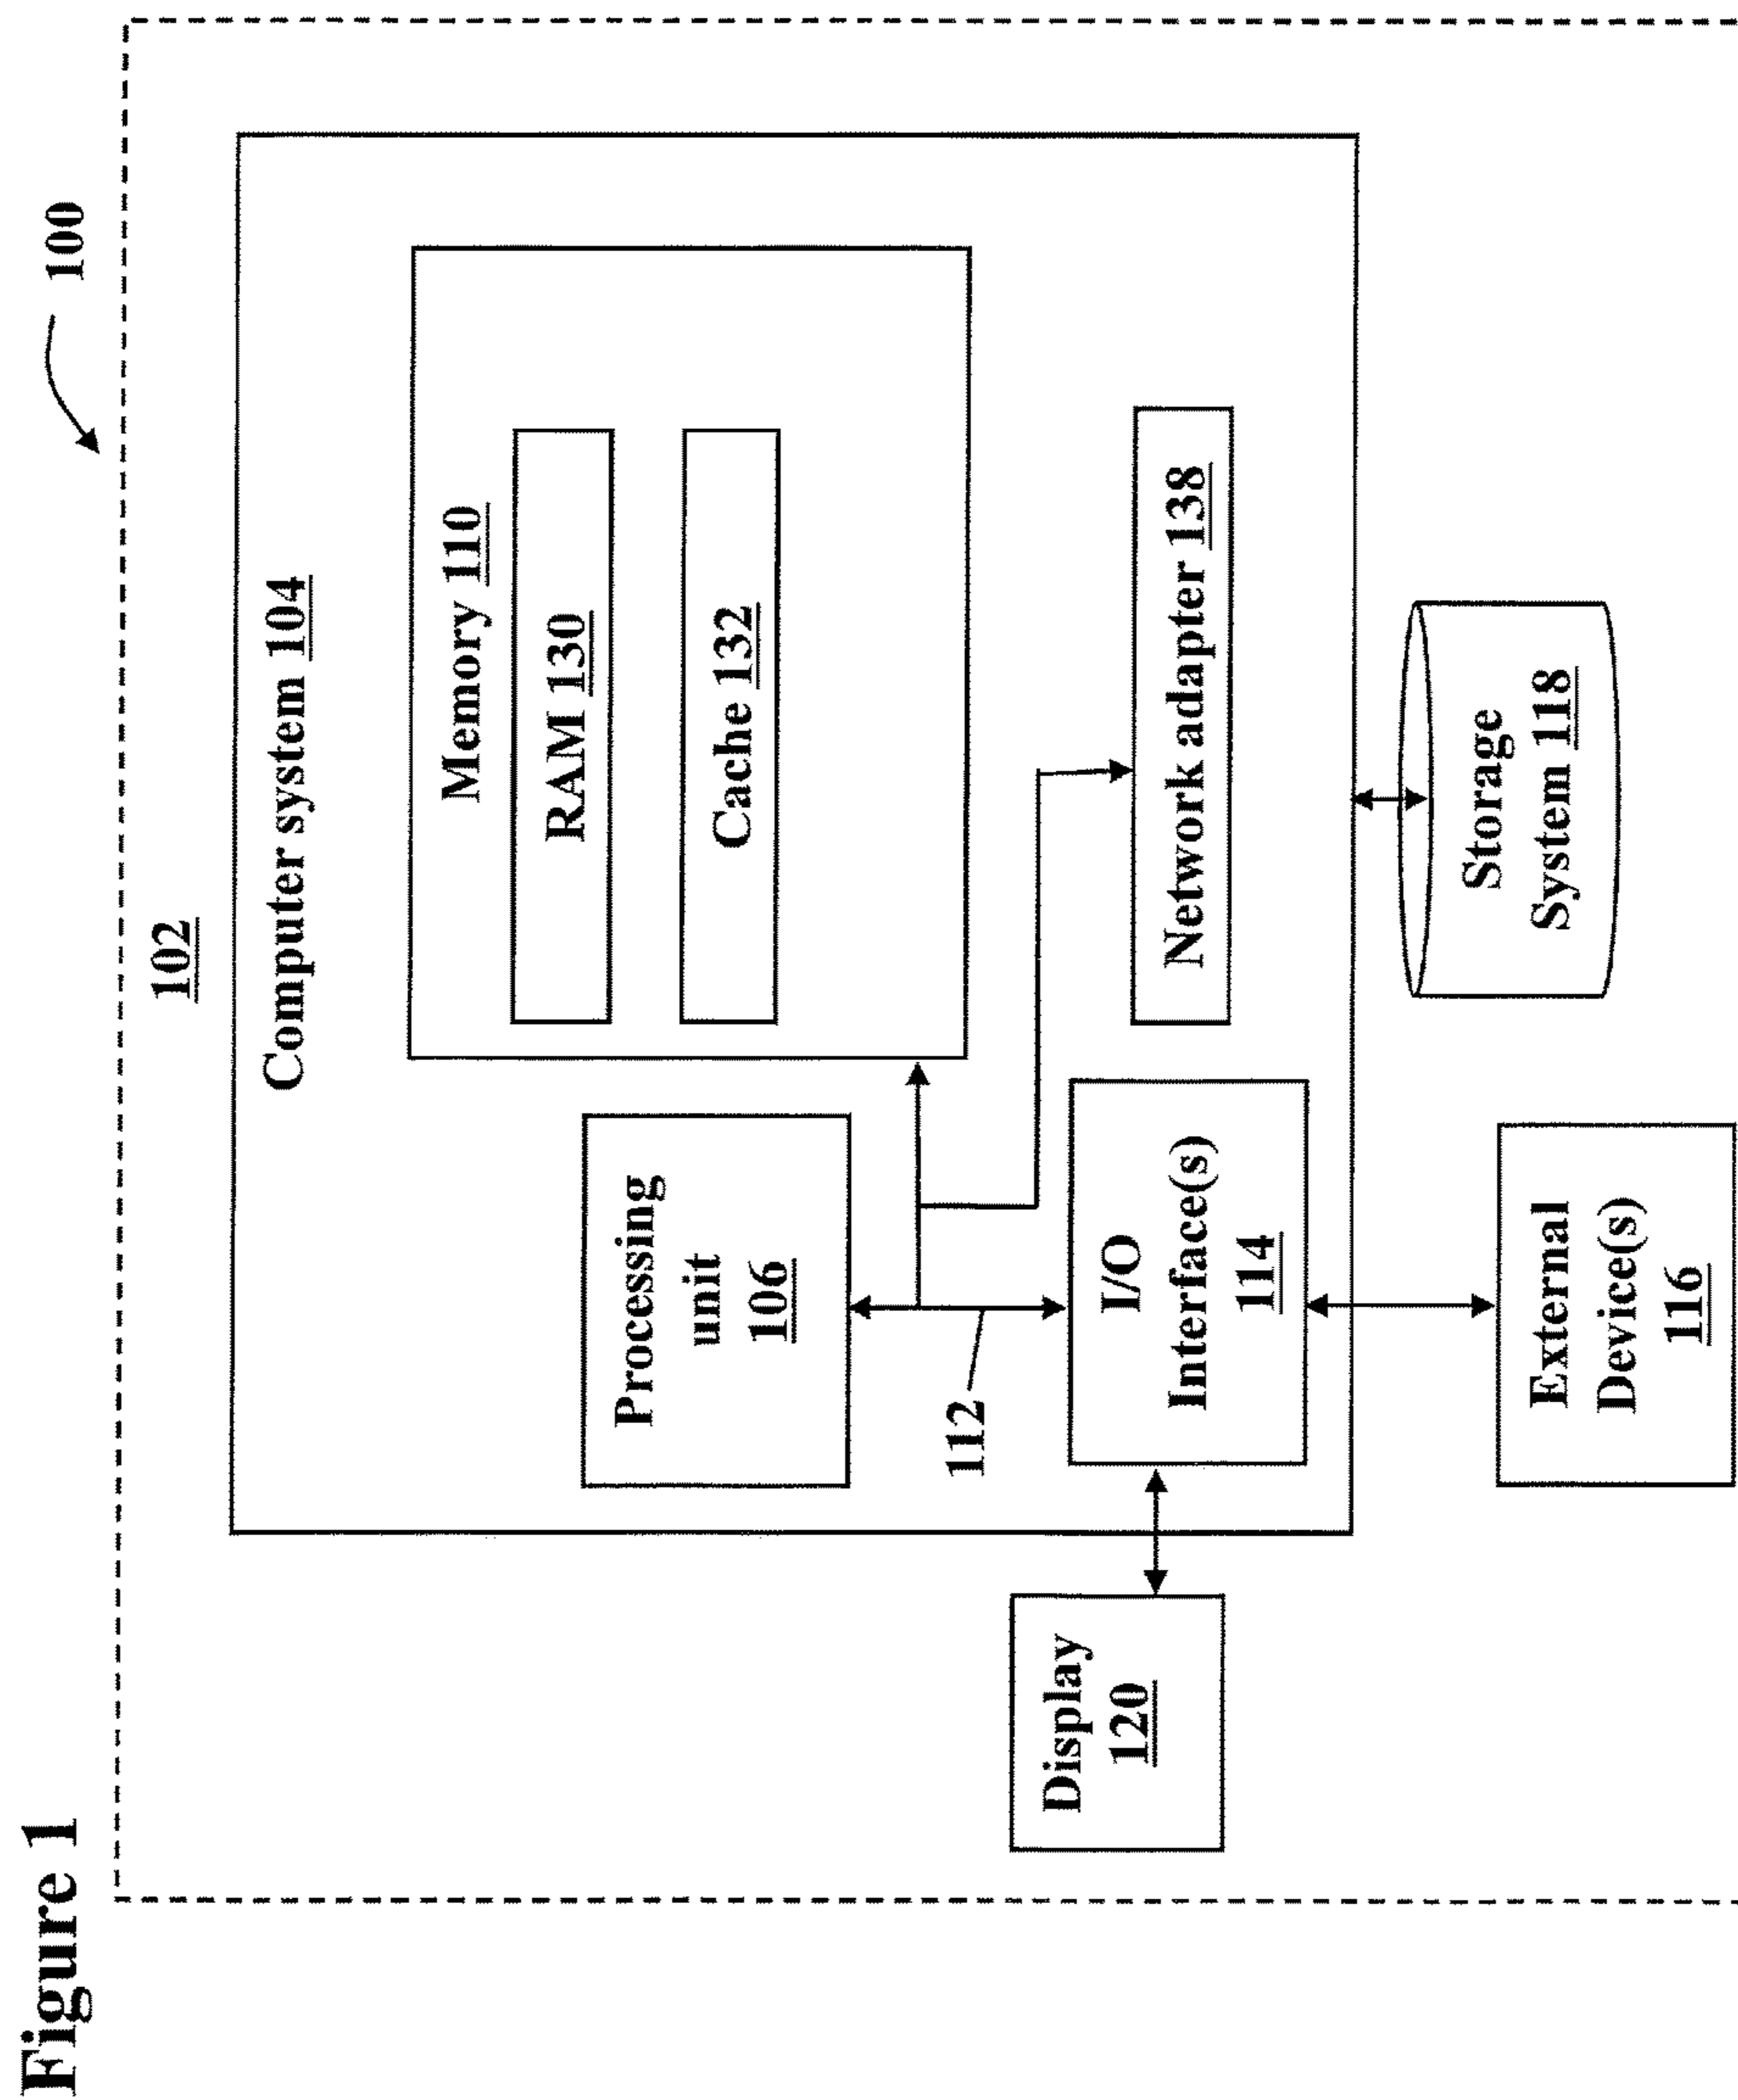 Figure 1
100
102
Computer system 104
Memory 110
RAM 130
Cache 132
Processing
unit
106
112
Network adapter 138
I/O
Interface(s)
114
Display
120
Storage
System 118
External
Device(s)
116